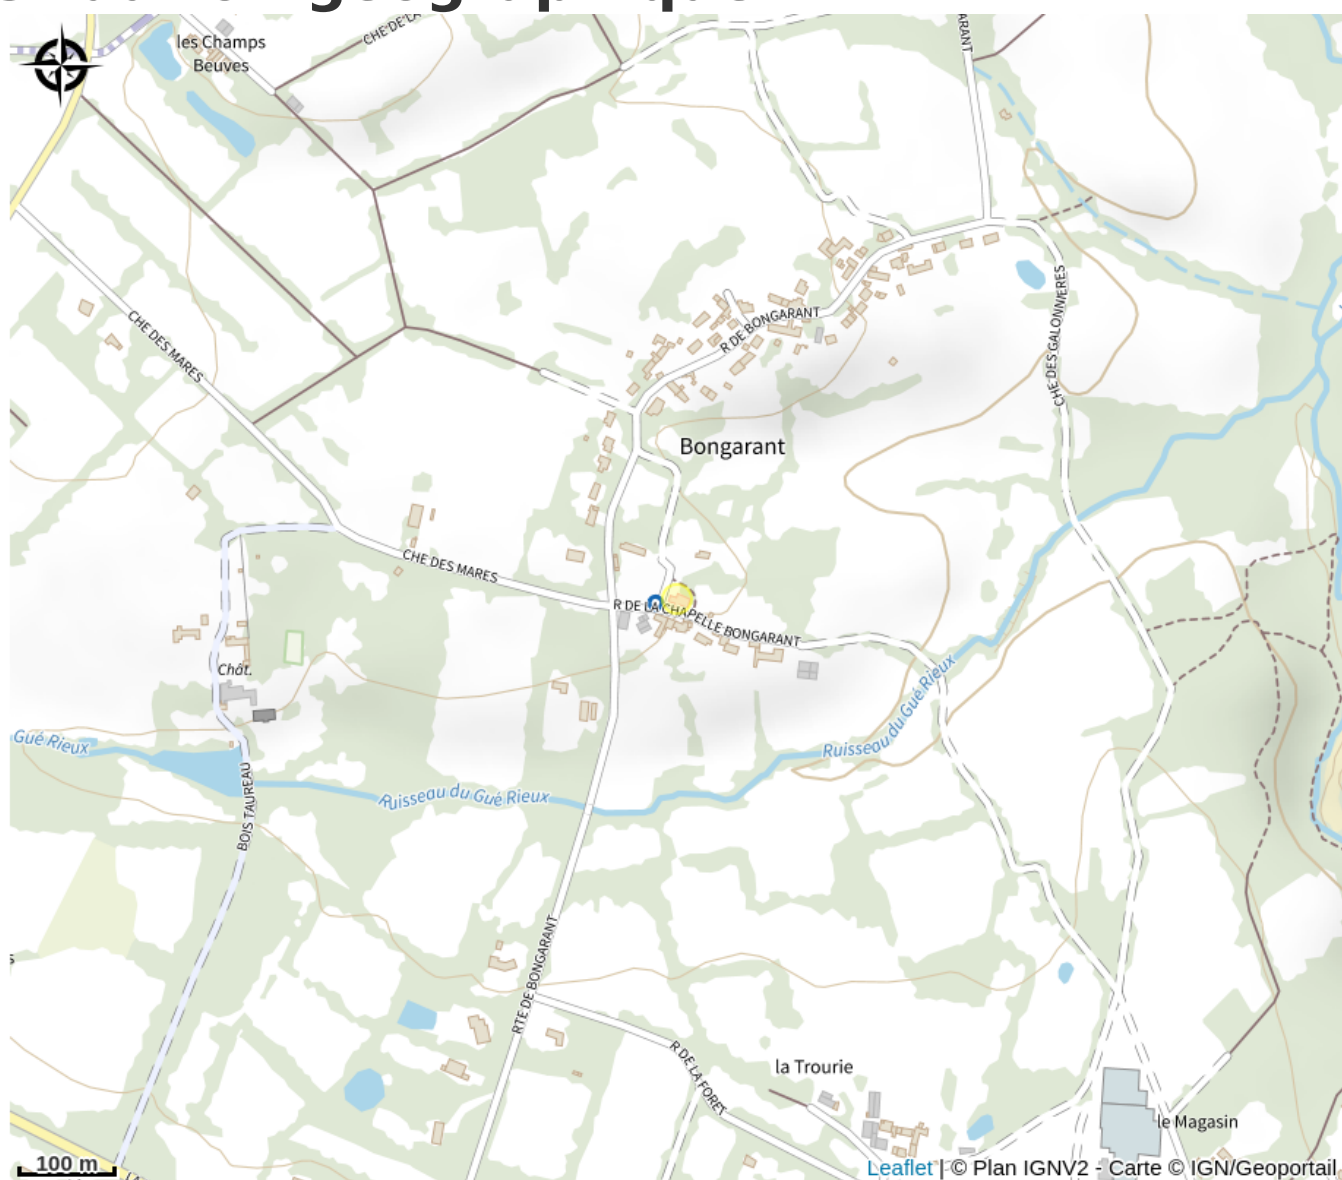 géographique
les Champs
Beuves
CHE DE LA
ARANT
CHE DES MARES
R DE BONGARANT
CHE DES GALONNIERES
Bongarant
CHE DES MARES
R DE LA CHAPELLE BONGARANT
Chât.
Gué Rieux
Ruisseau du Gué Rieux
Ruisseau du Gué Rieux
BOIS TAUREAU
RTE DE BONGARANT
R DE LA FORET
la Trourie
le Magasin
100 m
Leaflet | © Plan IGNV2 - Carte © IGN/Geoportail